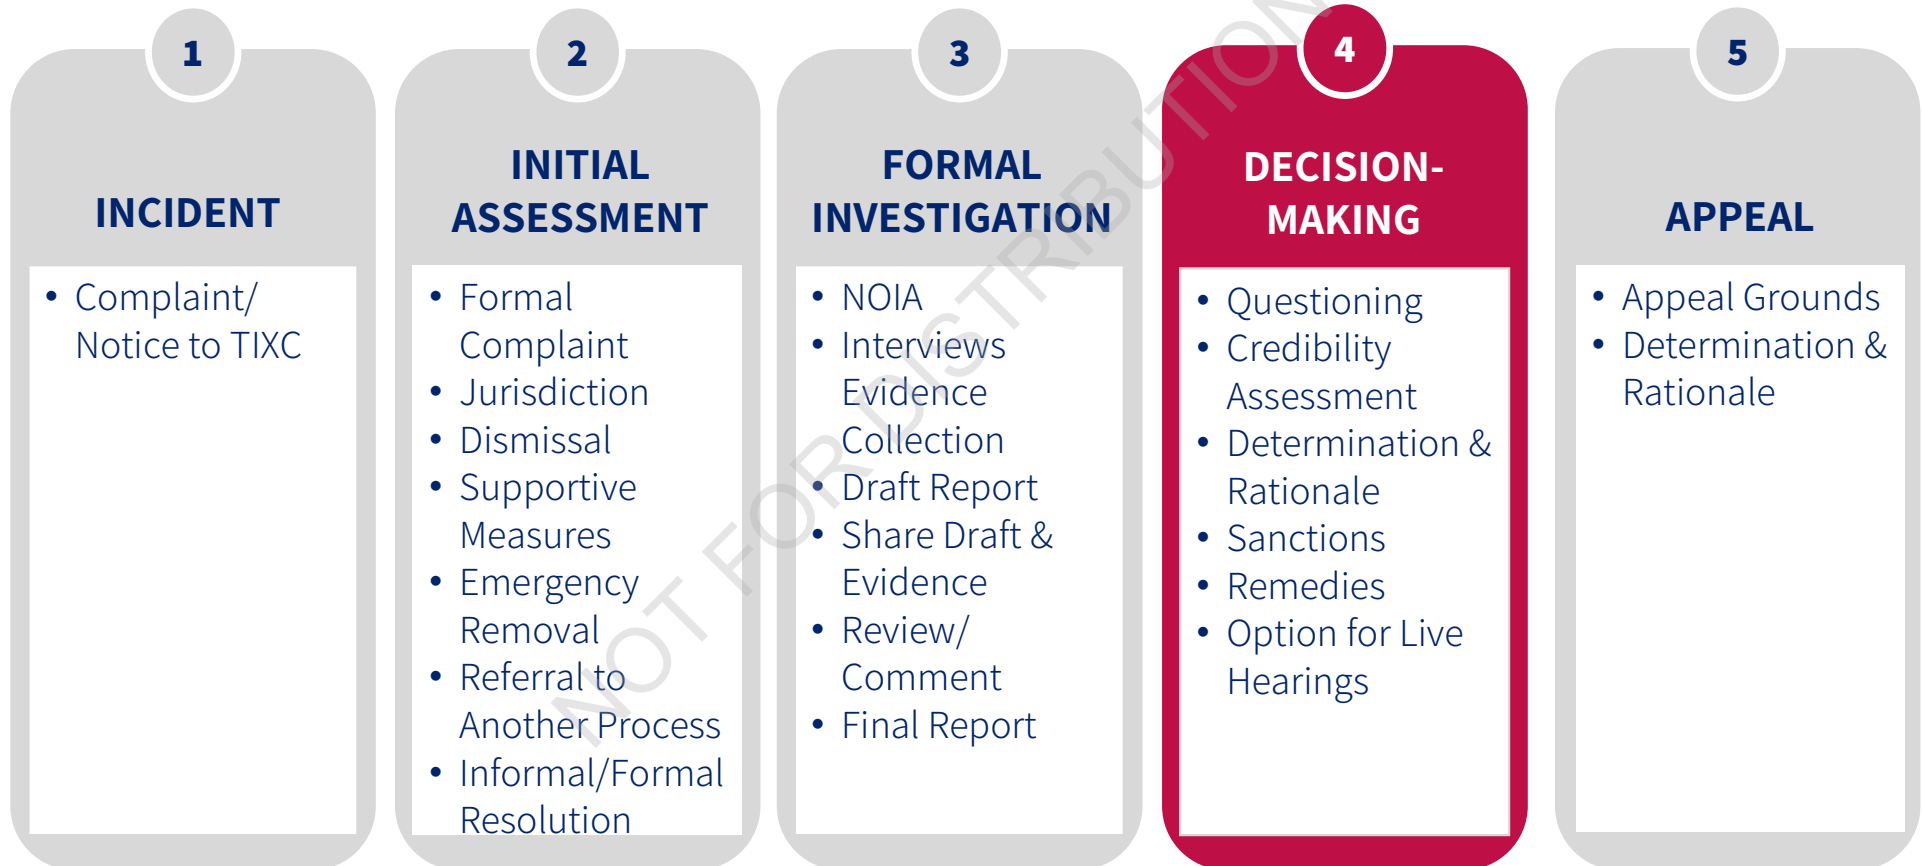 1
INCIDENT
• Complaint/
Notice to TIXC
2
INITIAL
ASSESSMENT
• Formal
Complaint
• Jurisdiction
• Dismissal
• Supportive
Measures
• Emergency
Removal
• Referral to
Another Process
• Informal/Formal
Resolution
3
FORMAL
INVESTIGATION
• NOIA
• Interviews
Evidence
Collection
• Draft Report
• Share Draft &
Evidence
• Review/
Comment
• Final Report
4
DECISION-
MAKING
• Questioning
• Credibility
Assessment
• Determination &
Rationale
• Sanctions
• Remedies
• Option for Live
Hearings
5
APPEAL
• Appeal Grounds
• Determination &
Rationale
NOT FOR DISTRIBUTION